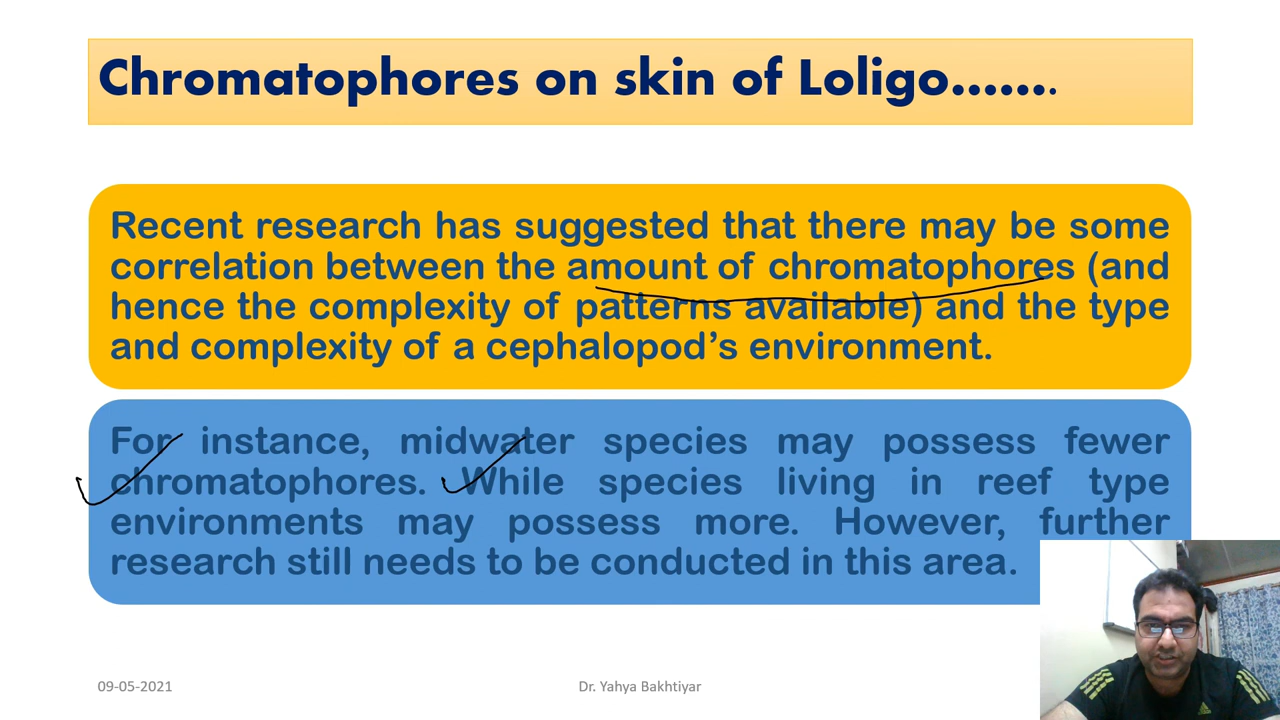 Chromatophores on skin of Loligo…….
Recent research has suggested that there may be some
correlation between the amount of chromatophores (and
hence the complexity of patterns available) and the type
and complexity of a cephalopod’s environment.
For instance, midwater species may possess fewer
chromatophores. While species living in reef type
environments may possess more. However, further
research still needs to be conducted in this area.
09-05-2021
Dr. Yahya Bakhtiyar